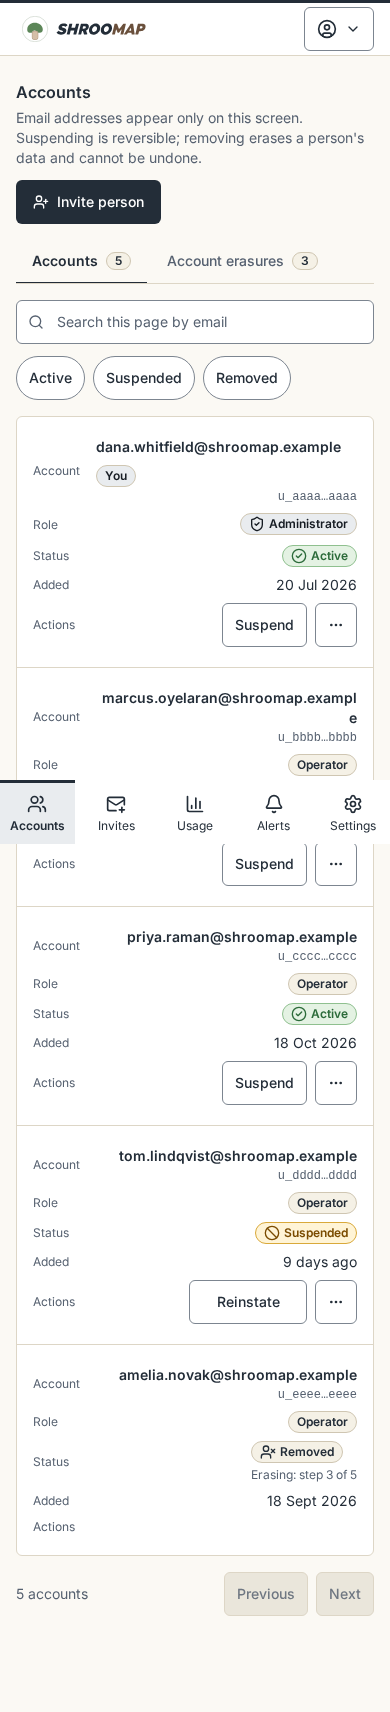 SHROOMAP
Accounts
Email addresses appear only on this screen.
Suspending is reversible; removing erases a person's
data and cannot be undone.
Invite person
Accounts 5 Account erasures 3
Search this page by email
Active Suspended Removed
dana.whitfield@shroomap.example
Account You
u_aaaa…aaaa
Role Administrator
Status Active
Added 20 Jul 2026
Actions Suspend ...
marcus.oyelaran@shroomap.exampl
Account e
u_bbbb…bbbb
Role Operator
Accounts Invites Usage Alerts Settings
Actions Suspend ...
priya.raman@shroomap.example
Account
u_cccc…cccc
Role Operator
Status Active
Added 18 Oct 2026
Actions Suspend ...
tom.lindqvist@shroomap.example
Account
u_dddd…dddd
Role Operator
Status Suspended
Added 9 days ago
Actions Reinstate ...
amelia.novak@shroomap.example
Account
u_eeee…eeee
Role Operator
Removed
Status
Erasing: step 3 of 5
Added 18 Sept 2026
Actions
5 accounts Previous Next